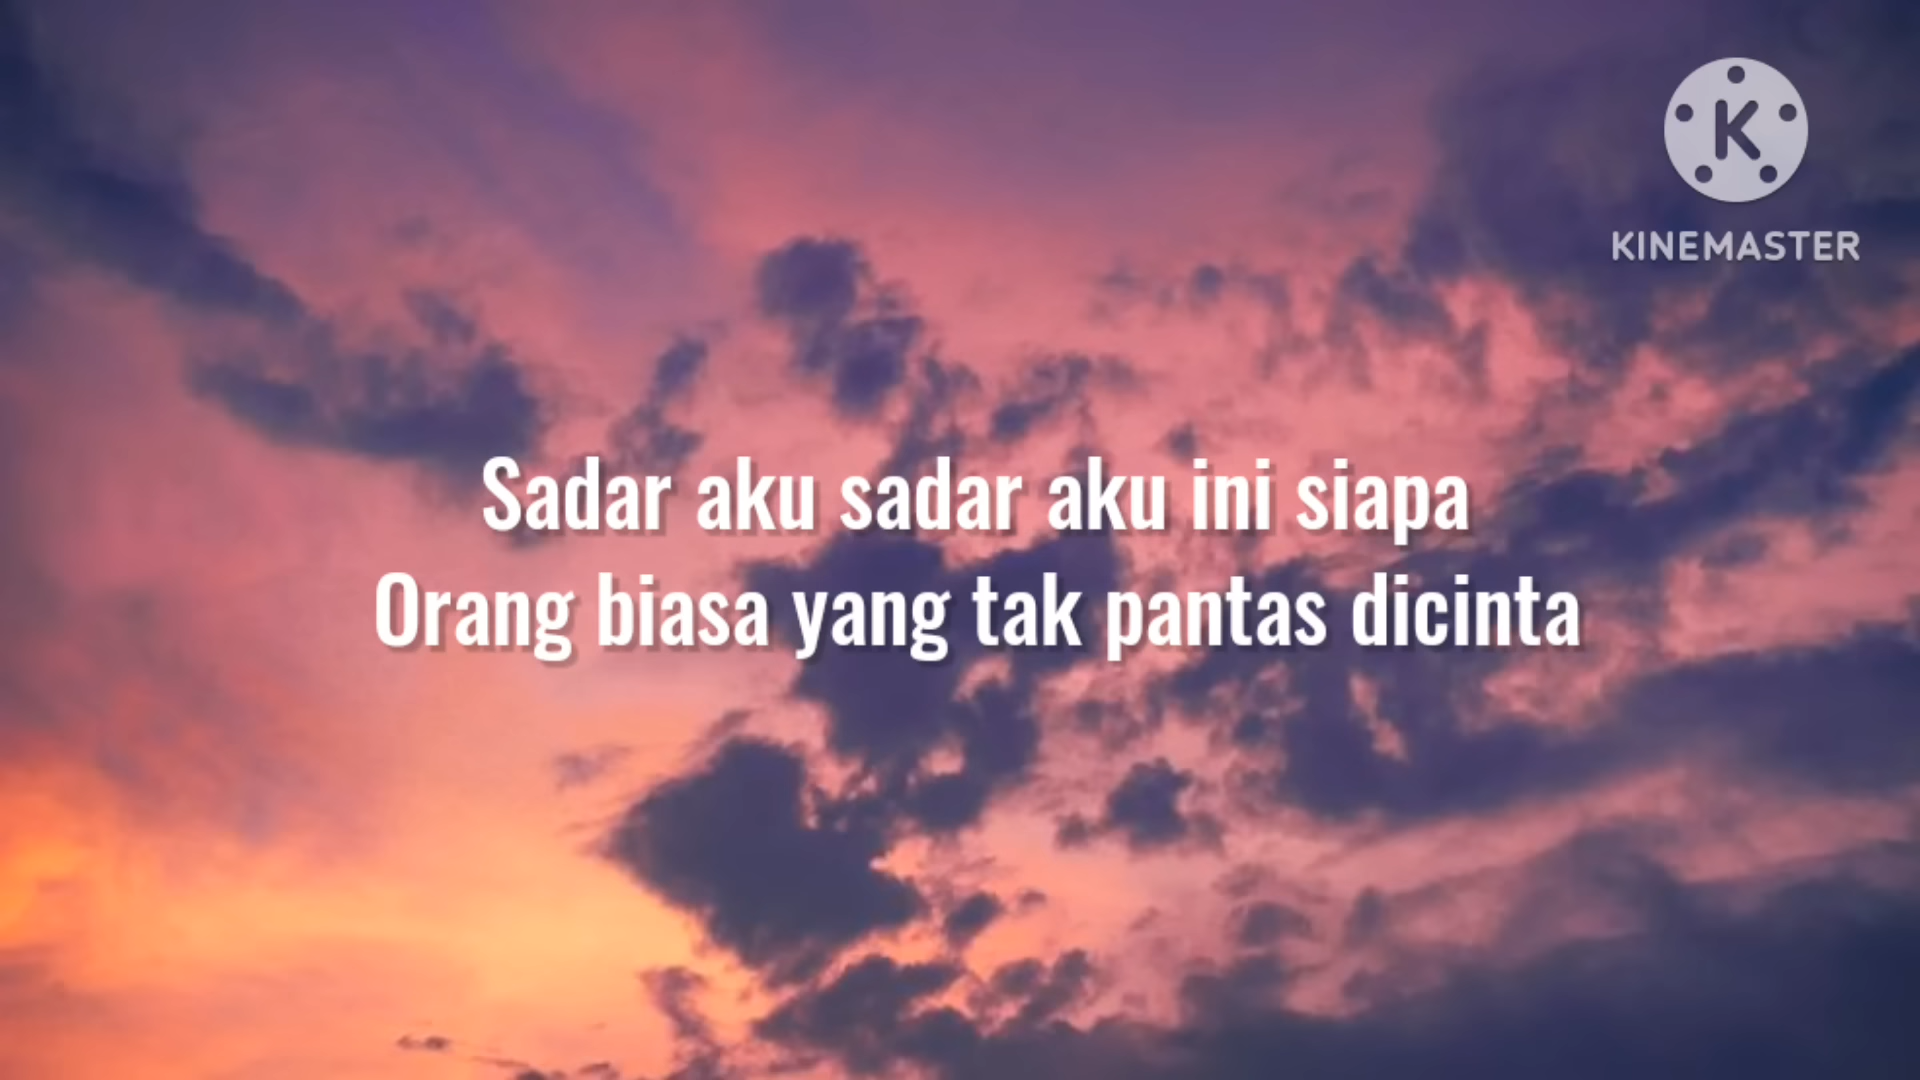 K
KINEMASTER
Sadar aku sadar aku ini siapa
Orang biasa yang tak pantas dicinta